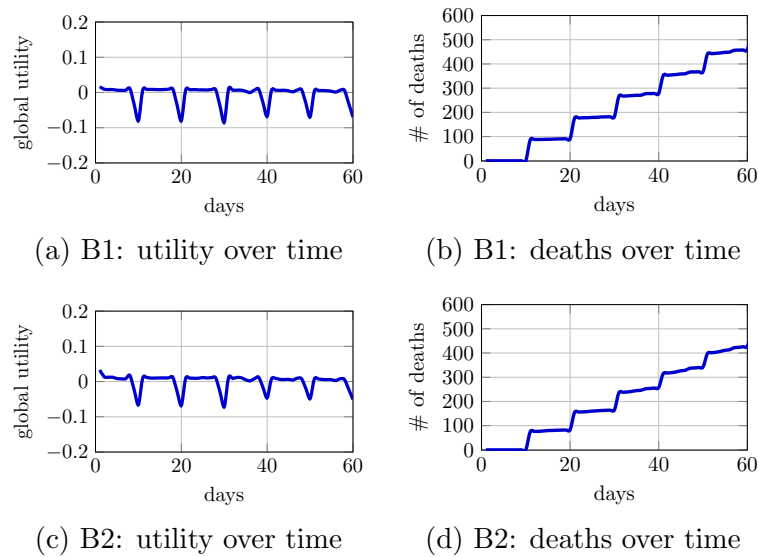 0.2
0.1
0
−0.1
−0.2
global utility
0 20 40 60
days
(a) B1: utility over time
600
500
400
300
200
100
0
# of deaths
0 20 40 60
days
(b) B1: deaths over time
0.2
0.1
0
−0.1
−0.2
global utility
0 20 40 60
days
(c) B2: utility over time
600
500
400
300
200
100
0
# of deaths
0 20 40 60
days
(d) B2: deaths over time